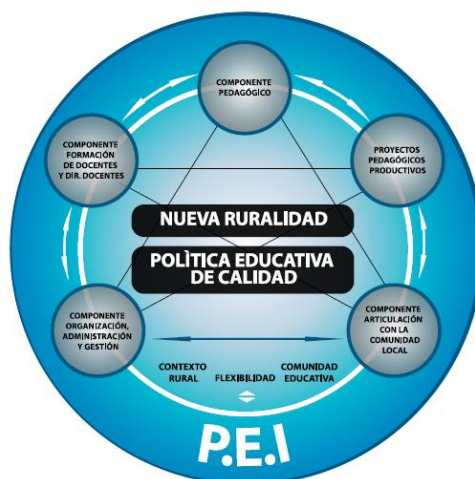 COMPONENTE
PEDAGÓGICO
COMPONENTE
FORMACIÓN
DE DOCENTES
Y DIR. DOCENTES
PROYECTOS
PEDAGÓGICOS
PRODUCTIVOS
NUEVA RURALIDAD
POLÌTICA EDUCATIVA
DE CALIDAD
COMPONENTE
ORGANIZACIÓN,
ADMINISTRACIÓN
Y GESTIÓN
COMPONENTE
ARTICULACIÓN
CON LA
COMUNIDAD
LOCAL
CONTEXTO
RURAL
FLEXIBILIDAD
COMUNIDAD
EDUCATIVA
P.E.I